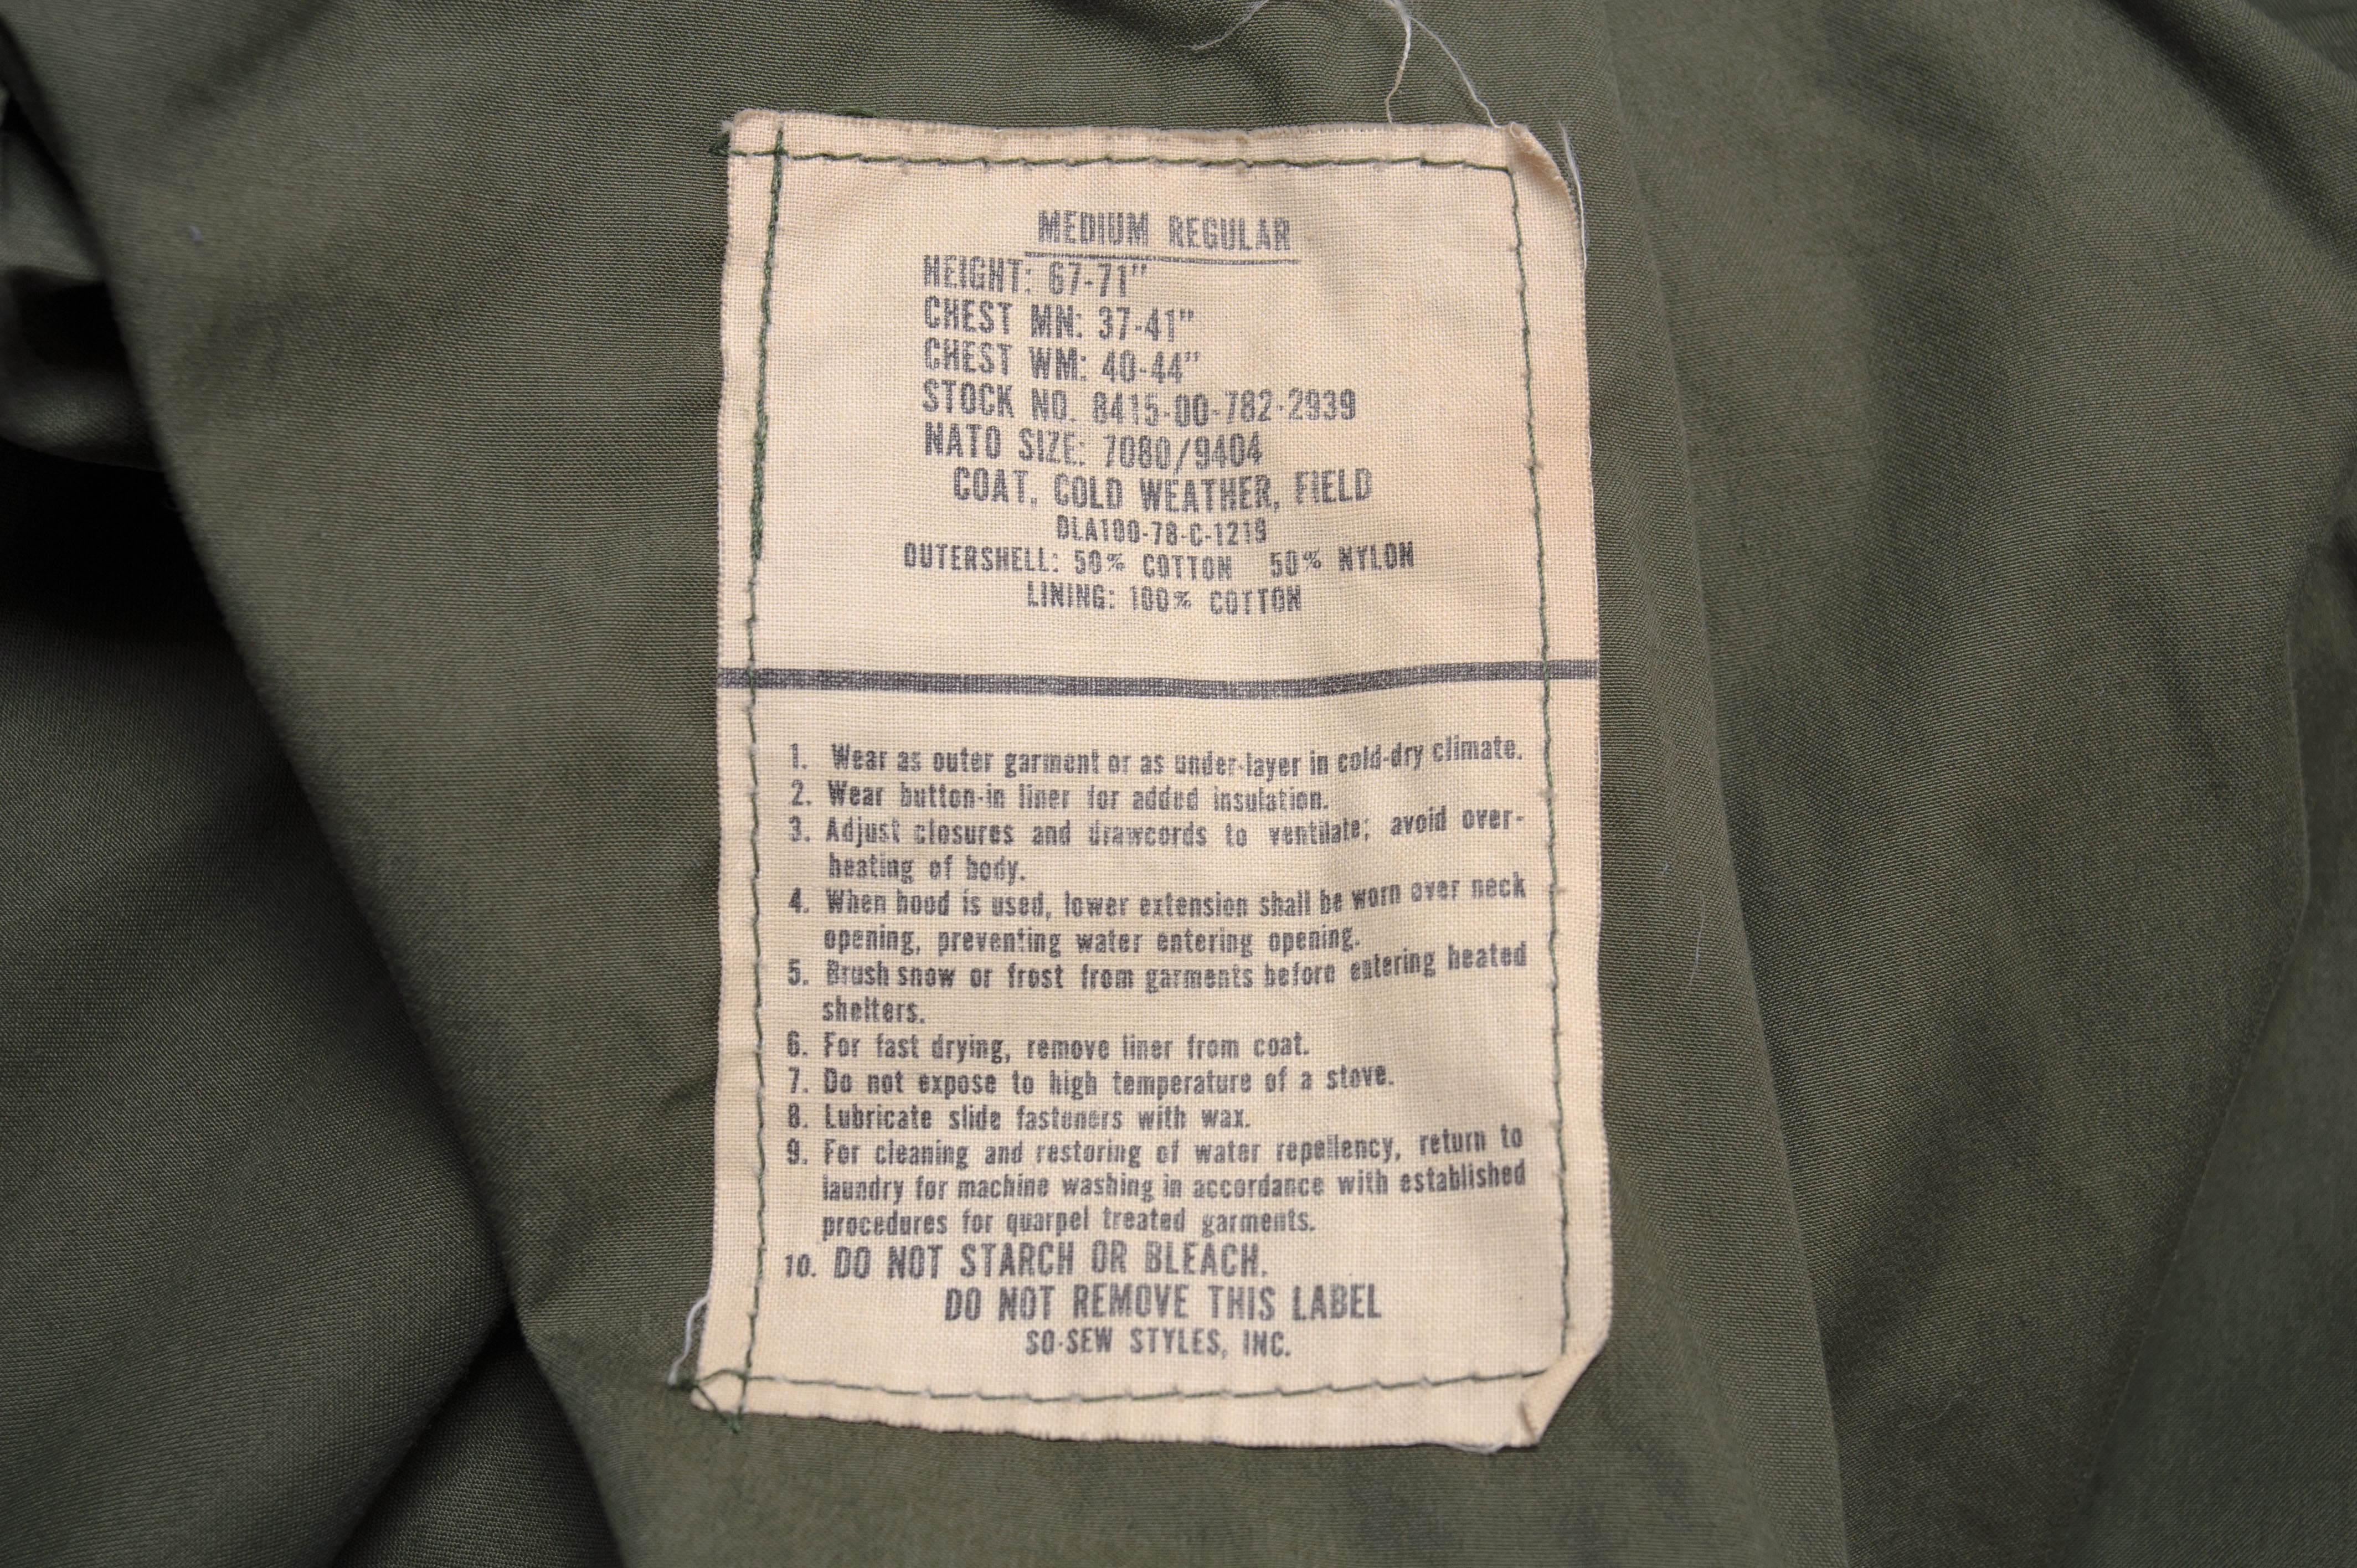 MEDIUM REGULAR
HEIGHT: 67-71"
CHEST MN: 37-41"
CHEST WM: 40-44"
STOCK NO. 8415-00-782-2939
NATO SIZE: 7080/9404
COAT, COLD WEATHER, FIELD
DLA100-78-C-1219
OUTERSHELL: 50% COTTON 50% NYLON
LINING: 100% COTTON
1. Wear as outer garment or as under-layer in cold-dry climate.
2. Wear button-in liner for added insulation.
3. Adjust closures and drawcords to ventilate; avoid over-
heating of body.
4. When hood is used, lower extension shall be worn over neck
opening, preventing water entering opening.
5. Brush snow or frost from garments before entering heated
shelters.
6. For fast drying, remove liner from coat.
7. Do not expose to high temperature of a stove.
8. Lubricate slide fasteners with wax.
9. For cleaning and restoring of water repellency, return to
laundry for machine washing in accordance with established
procedures for quarpel treated garments.
10. DO NOT STARCH OR BLEACH.
DO NOT REMOVE THIS LABEL
SO-SEW STYLES, INC.